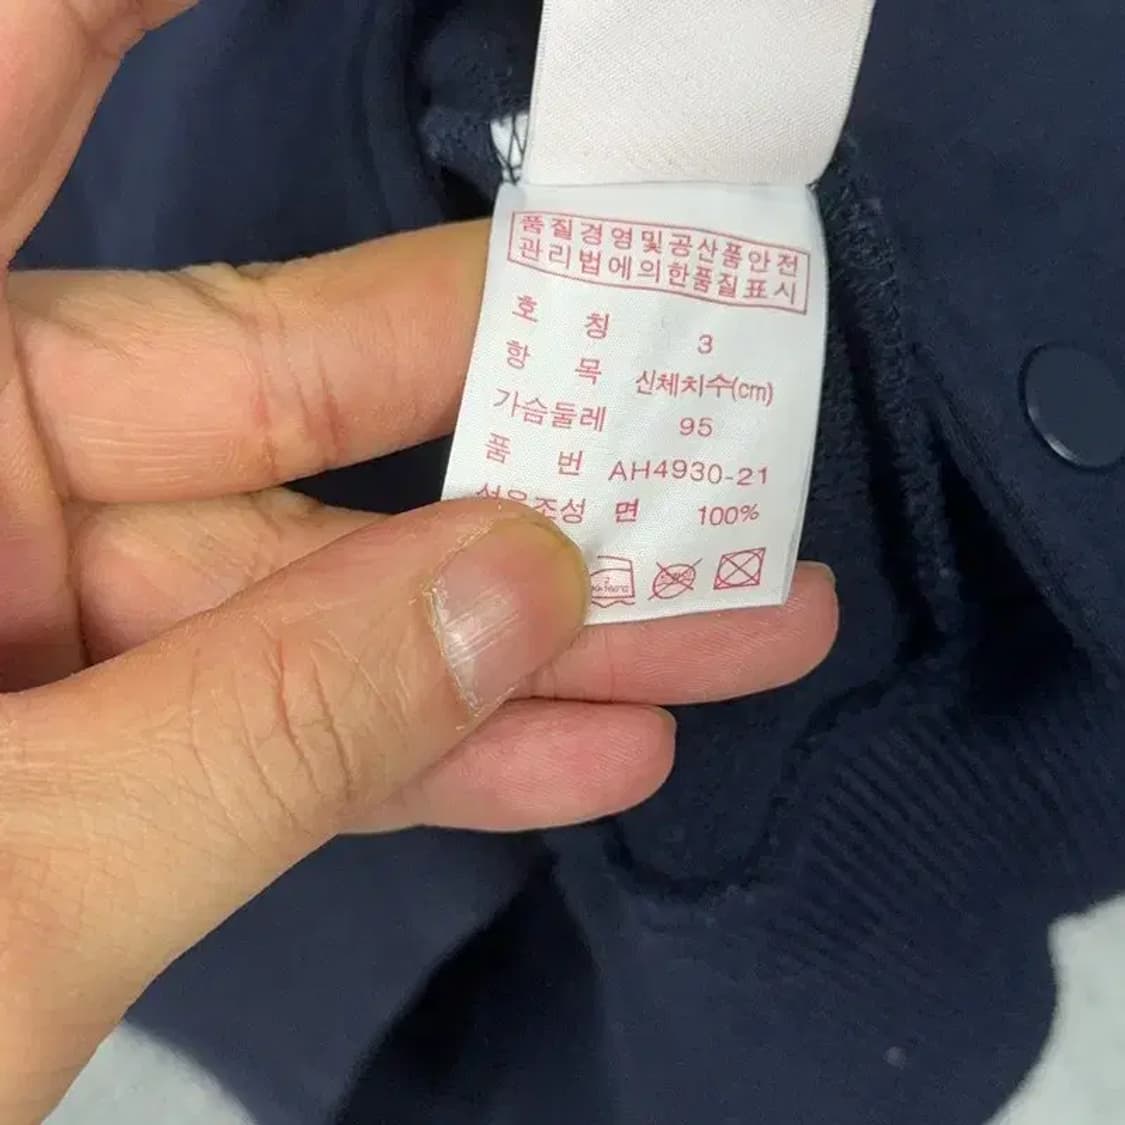 품질경영및공산품안전
관리법에의한품질표시
호 칭 3
항 목 신체치수(cm)
가슴둘레 95
품 번 AH4930-21
조성 면 100%